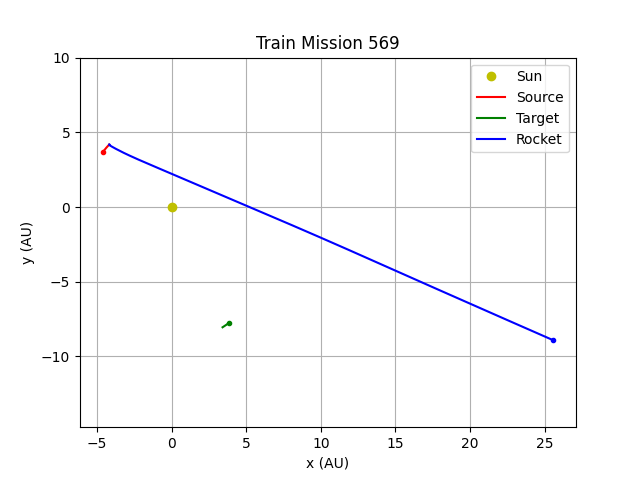 Train Mission 569
Sun
Source
Target
Rocket
10
5
0
−5
−10
y (AU)
−5
0
5
10
15
20
25
x (AU)